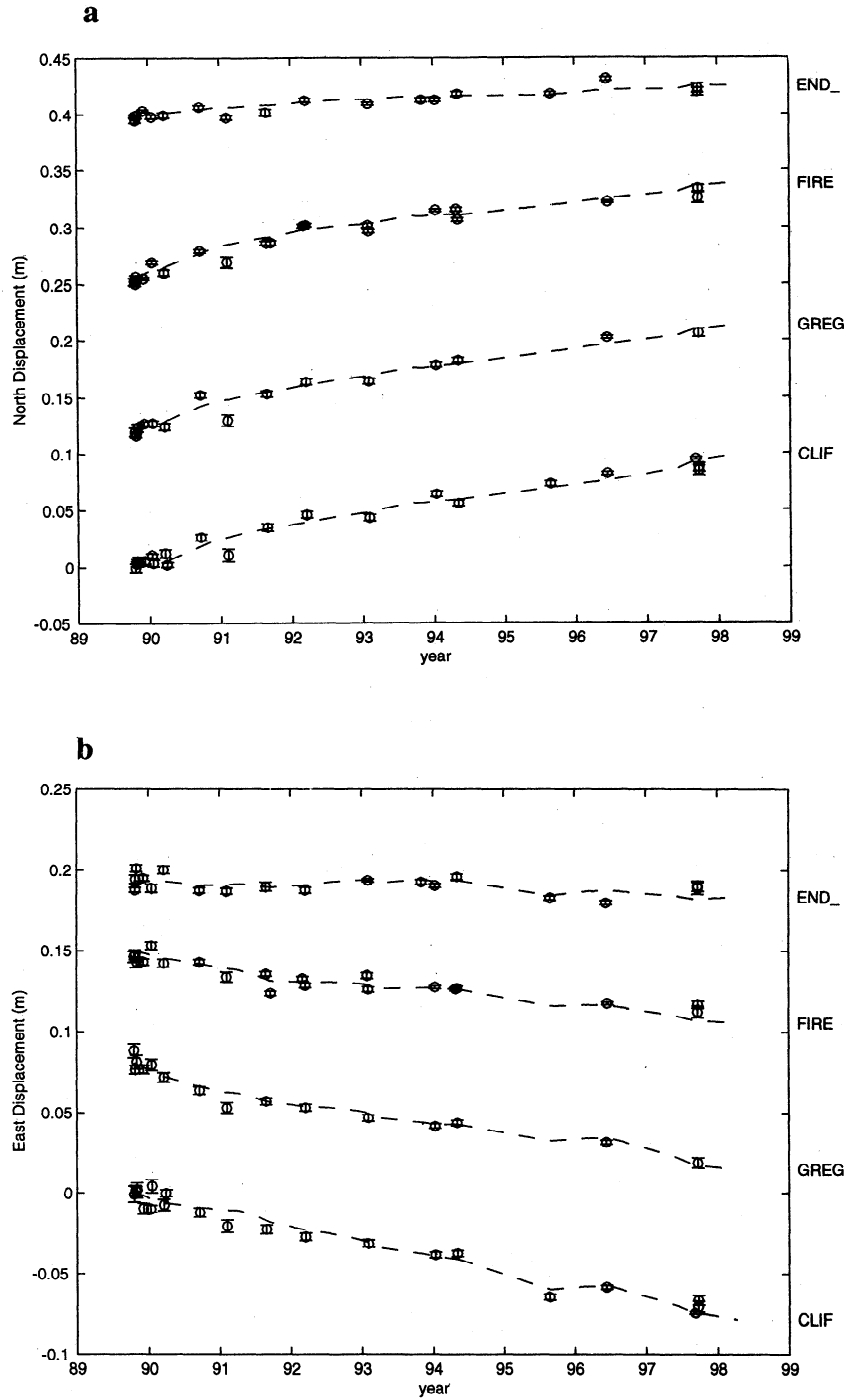 a
0.45
0.4
0.35
0.3
0.25
0.2
0.15
0.1
0.05
0
-0.05
North Displacement (m)
END_
FIRE
GREG
CLIF
89 90 91 92 93 94 95 96 97 98 99
year
b
0.25
0.2
0.15
0.1
0.05
0
-0.05
-0.1
East Displacement (m)
END_
FIRE
GREG
CLIF
89 90 91 92 93 94 95 96 97 98 99
year